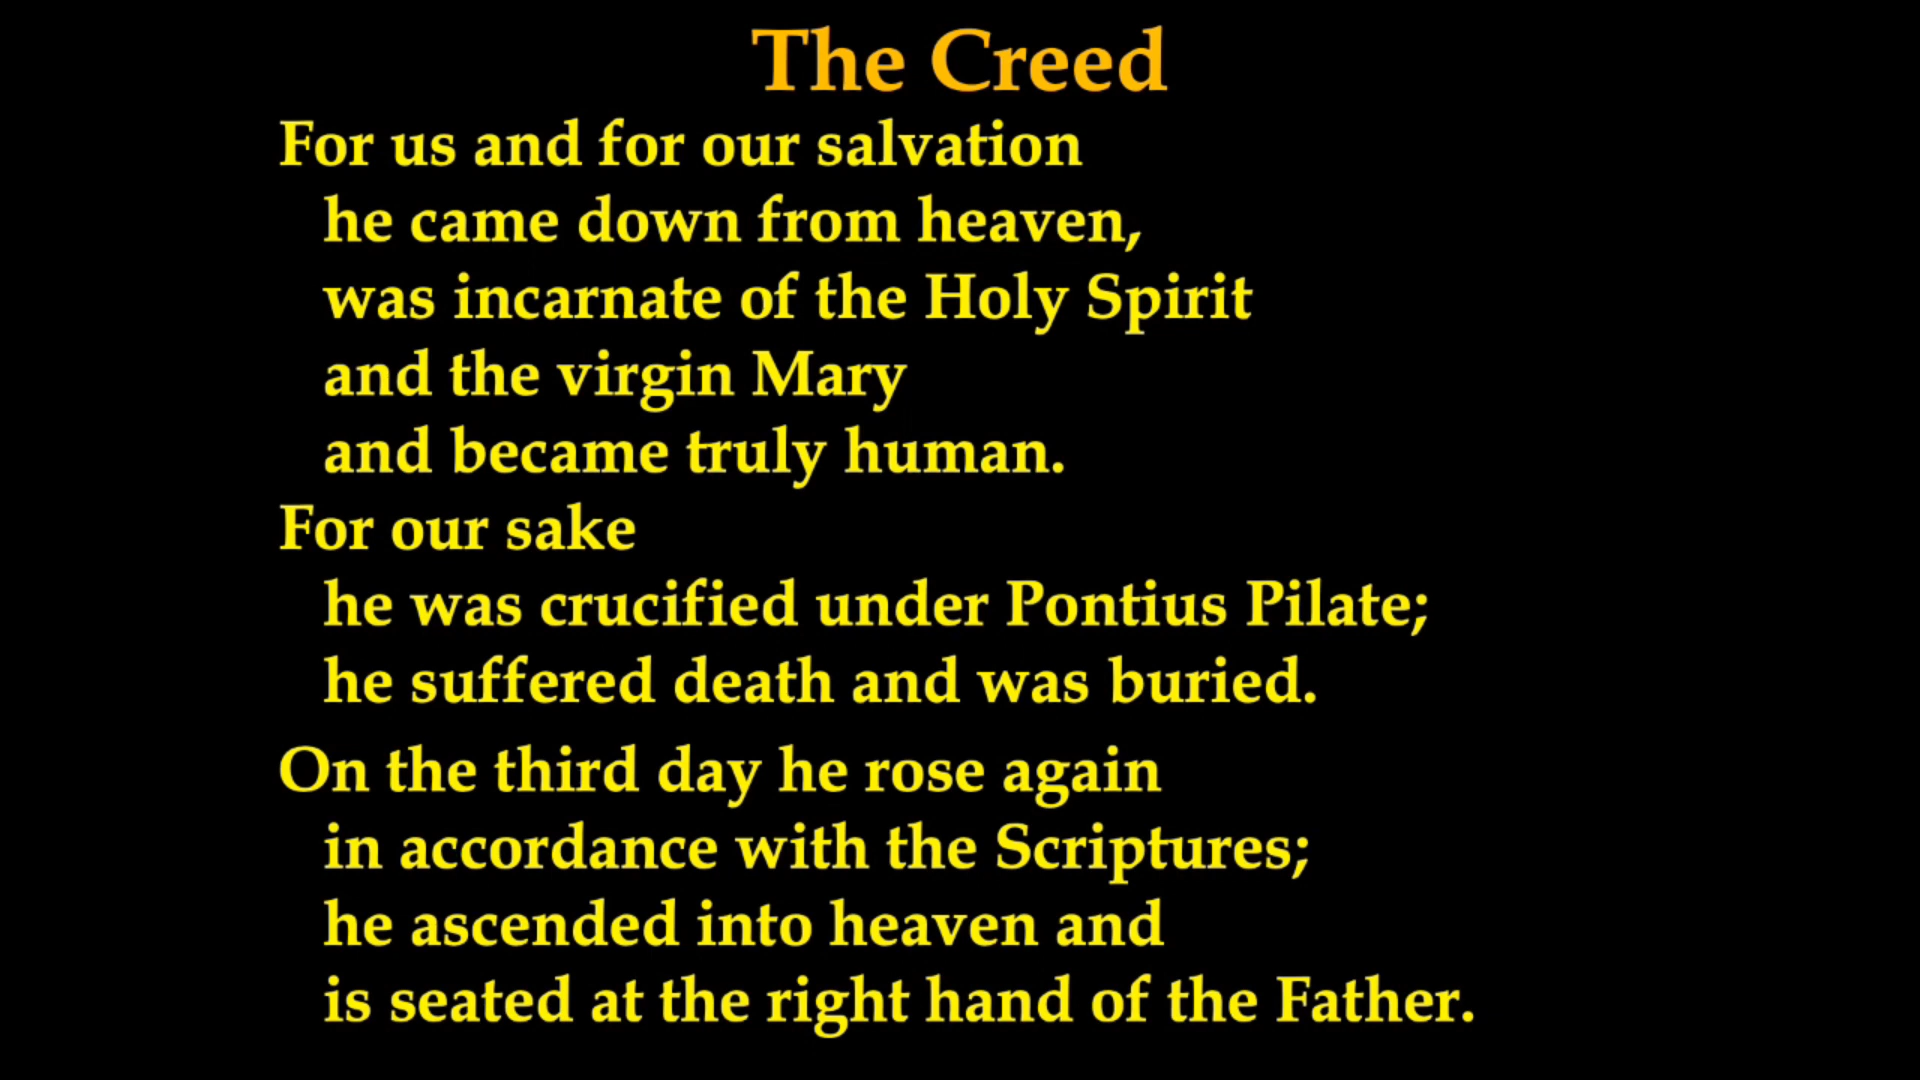 The Creed
For us and for our salvation
he came down from heaven,
was incarnate of the Holy Spirit
and the virgin Mary
and became truly human.
For our sake
he was crucified under Pontius Pilate;
he suffered death and was buried.
On the third day he rose again
in accordance with the Scriptures;
he ascended into heaven and
is seated at the right hand of the Father.